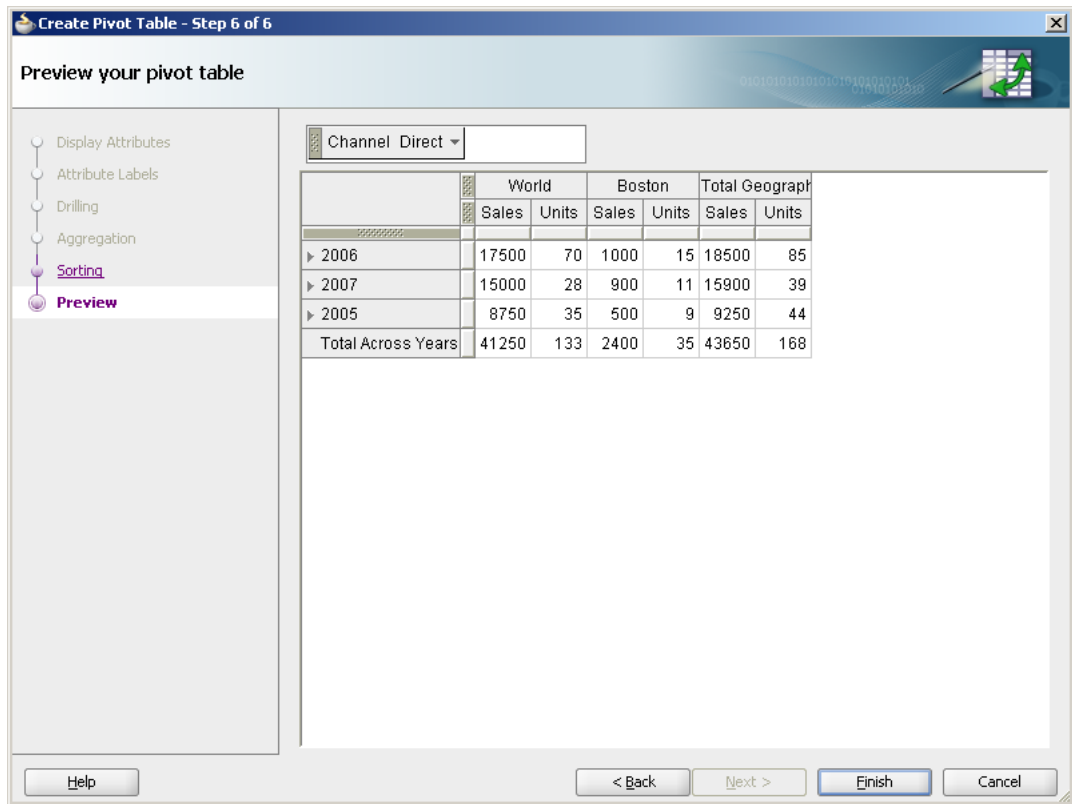 Create Pivot Table - Step 6 of 6
Preview your pivot table
Display Attributes
Attribute Labels
Drilling
Aggregation
Sorting
Preview
Channel Direct
World Boston Total Geograph
Sales Units Sales Units Sales Units
2006 17500 70 1000 15 18500 85
2007 15000 28 900 11 15900 39
2005 8750 35 500 9 9250 44
Total Across Years 41250 133 2400 35 43650 168
Help < Back Next > Finish Cancel